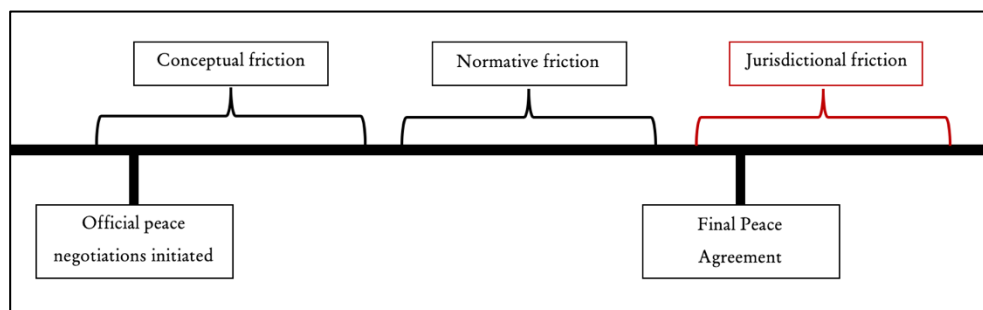 Conceptual friction
Normative friction
Jurisdictional friction
Official peace
negotiations initiated
Final Peace
Agreement